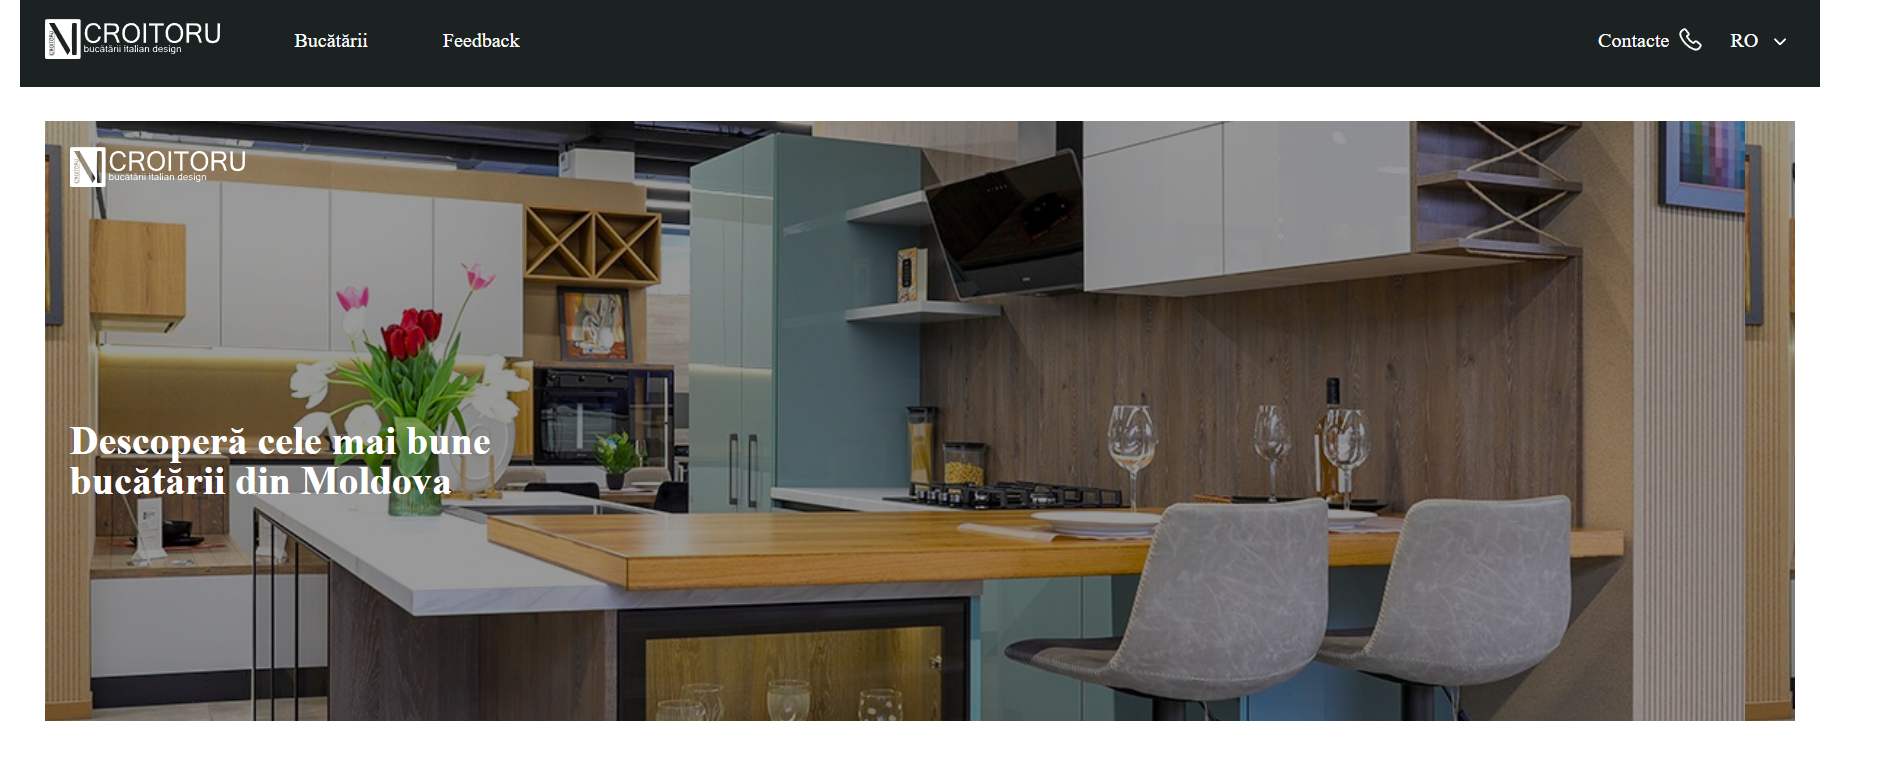 CROITORU
bucătării italian design
Bucătării
Feedback
Contacte
RO
CROITORU
bucătării italian design
Descoperă cele mai bune
bucătării din Moldova